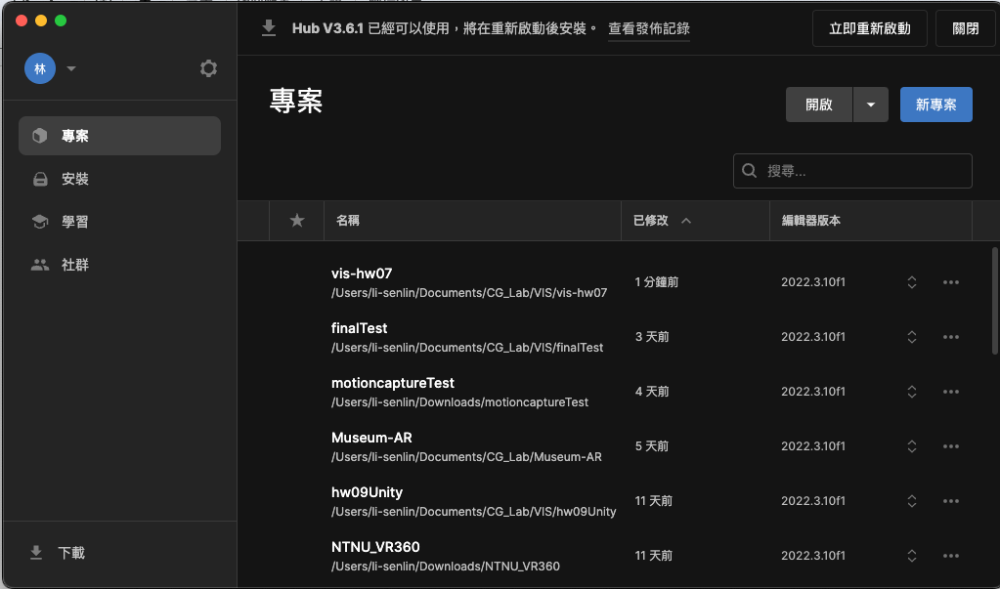 Hub V3.6.1 已經可以使用，將在重新啟動後安裝。 查看發佈記錄 立即重新啟動 關閉
林
專案
開啟 新專案
專案
安裝
學習
社群
下載
搜尋...
名稱 已修改 編輯器版本
vis-hw07
/Users/li-senlin/Documents/CG_Lab/VIS/vis-hw07 1 分鐘前 2022.3.10f1
finalTest
/Users/li-senlin/Documents/CG_Lab/VIS/finalTest 3 天前 2022.3.10f1
motioncaptureTest
/Users/li-senlin/Downloads/motioncaptureTest 4 天前 2022.3.10f1
Museum-AR
/Users/li-senlin/Documents/CG_Lab/Museum-AR 5 天前 2022.3.10f1
hw09Unity
/Users/li-senlin/Documents/CG_Lab/VIS/hw09Unity 11 天前 2022.3.10f1
NTNU_VR360
/Users/li-senlin/Downloads/NTNU_VR360 11 天前 2022.3.10f1